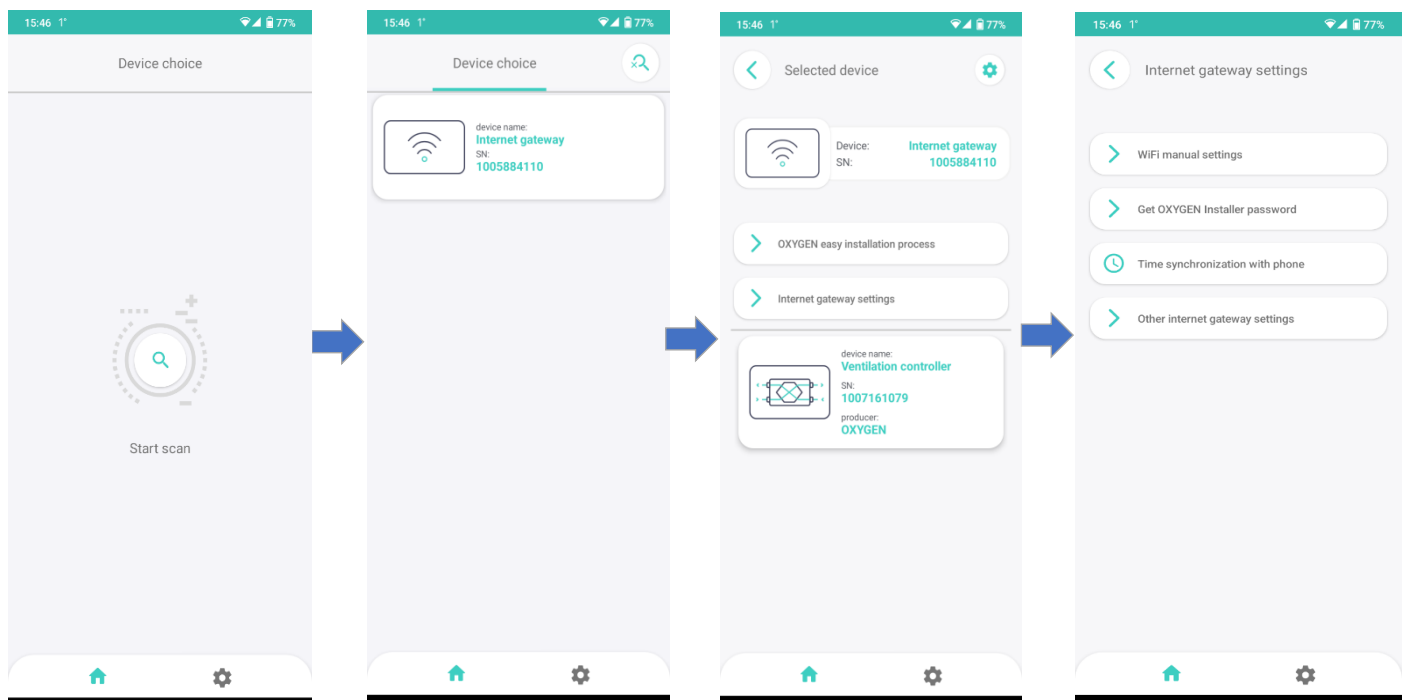 15:46 1° 77%
Device choice
Start scan
15:46 1° 77%
Device choice
device name:
Internet gateway
SN:
1005884110
15:46 1° 77%
Selected device
Device: Internet gateway
SN: 1005884110
OXYGEN easy installation process
Internet gateway settings
device name:
Ventilation controller
SN:
1007161079
producer:
OXYGEN
15:46 1° 77%
Internet gateway settings
WiFi manual settings
Get OXYGEN Installer password
Time synchronization with phone
Other internet gateway settings